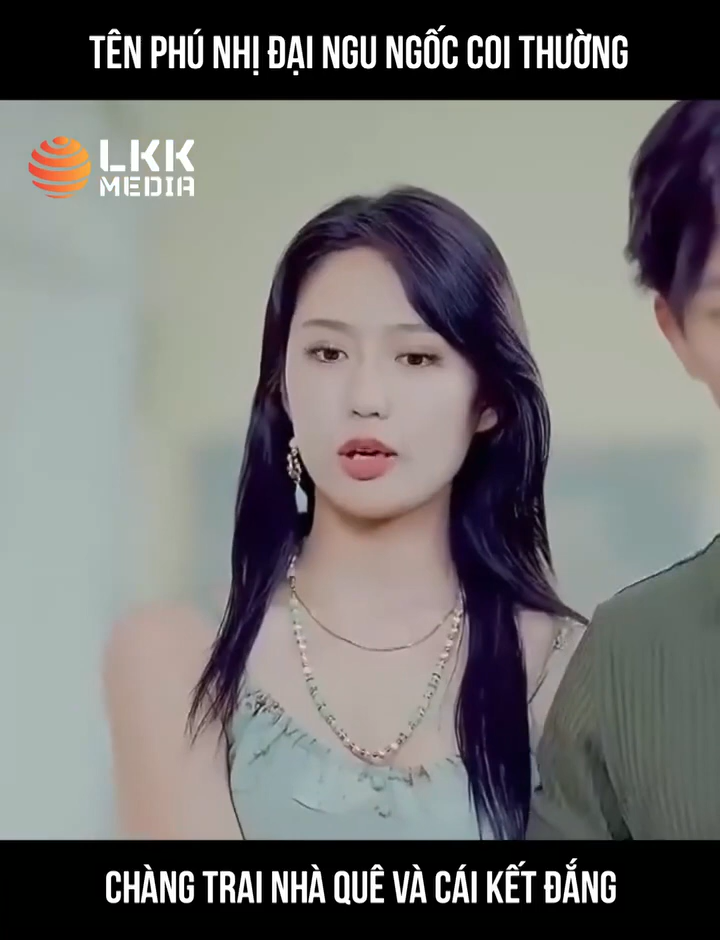 TÊN PHÚ NHỊ ĐẠI NGU NGỐC COI THƯỜNG
LKK
MEDIA
CHÀNG TRAI NHÀ QUÊ VÀ CÁI KẾT ĐẮNG